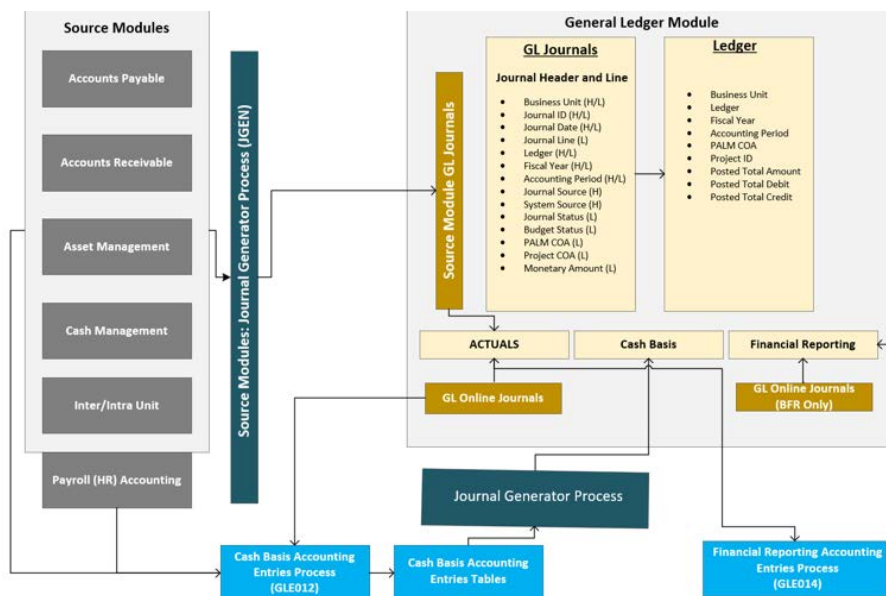 Source Modules
Accounts Payable
Accounts Receivable
Asset Management
Cash Management
Inter/Intra Unit
Payroll (HR) Accounting
Source Modules: Journal Generator Process (JGEN)
General Ledger Module
Source Module GL Journals
GL Journals
Journal Header and Line
• Business Unit (H/L)
• Journal ID (H/L)
• Journal Date (H/L)
• Journal Line (L)
• Ledger (H/L)
• Fiscal Year (H/L)
• Accounting Period (H/L)
• Journal Source (H)
• System Source (H)
• Journal Status (L)
• Budget Status (L)
• PALM COA (L)
• Project COA (L)
• Monetary Amount (L)
Ledger
• Business Unit
• Ledger
• Fiscal Year
• Accounting Period
• PALM COA
• Project ID
• Posted Total Amount
• Posted Total Debit
• Posted Total Credit
ACTUALS
Cash Basis
Financial Reporting
GL Online Journals
GL Online Journals
(BFR Only)
Journal Generator Process
Cash Basis Accounting
Entries Process
(GLE012)
Cash Basis Accounting
Entries Tables
Financial Reporting Accounting
Entries Process
(GLE014)